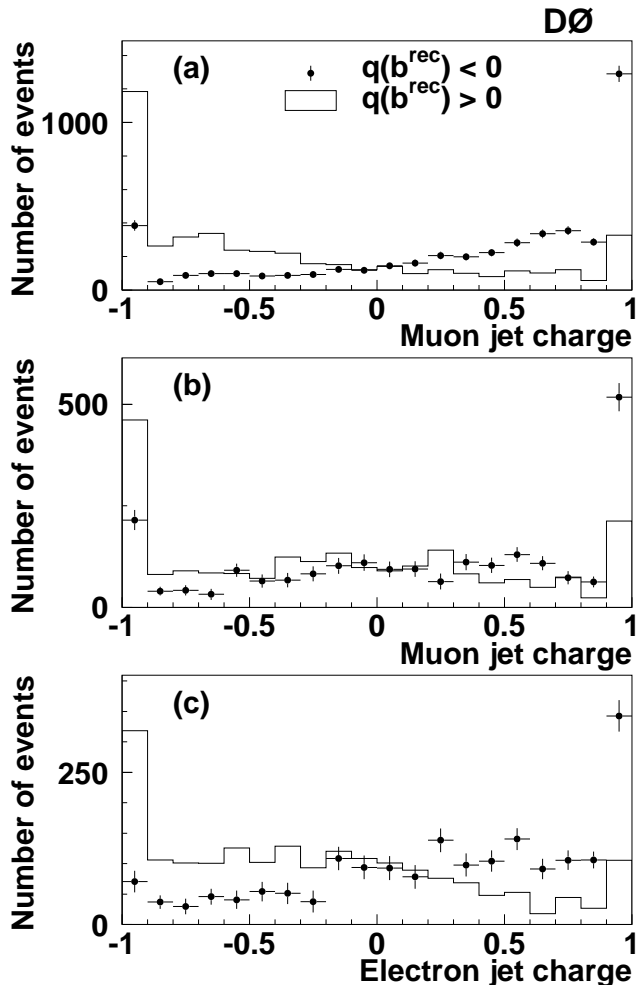 DØ
(a)
q(b^rec) < 0
q(b^rec) > 0
Number of events
1000
0
-1 -0.5 0 0.5 1
Muon jet charge
(b)
Number of events
500
0
-1 -0.5 0 0.5 1
Muon jet charge
(c)
Number of events
250
0
-1 -0.5 0 0.5 1
Electron jet charge